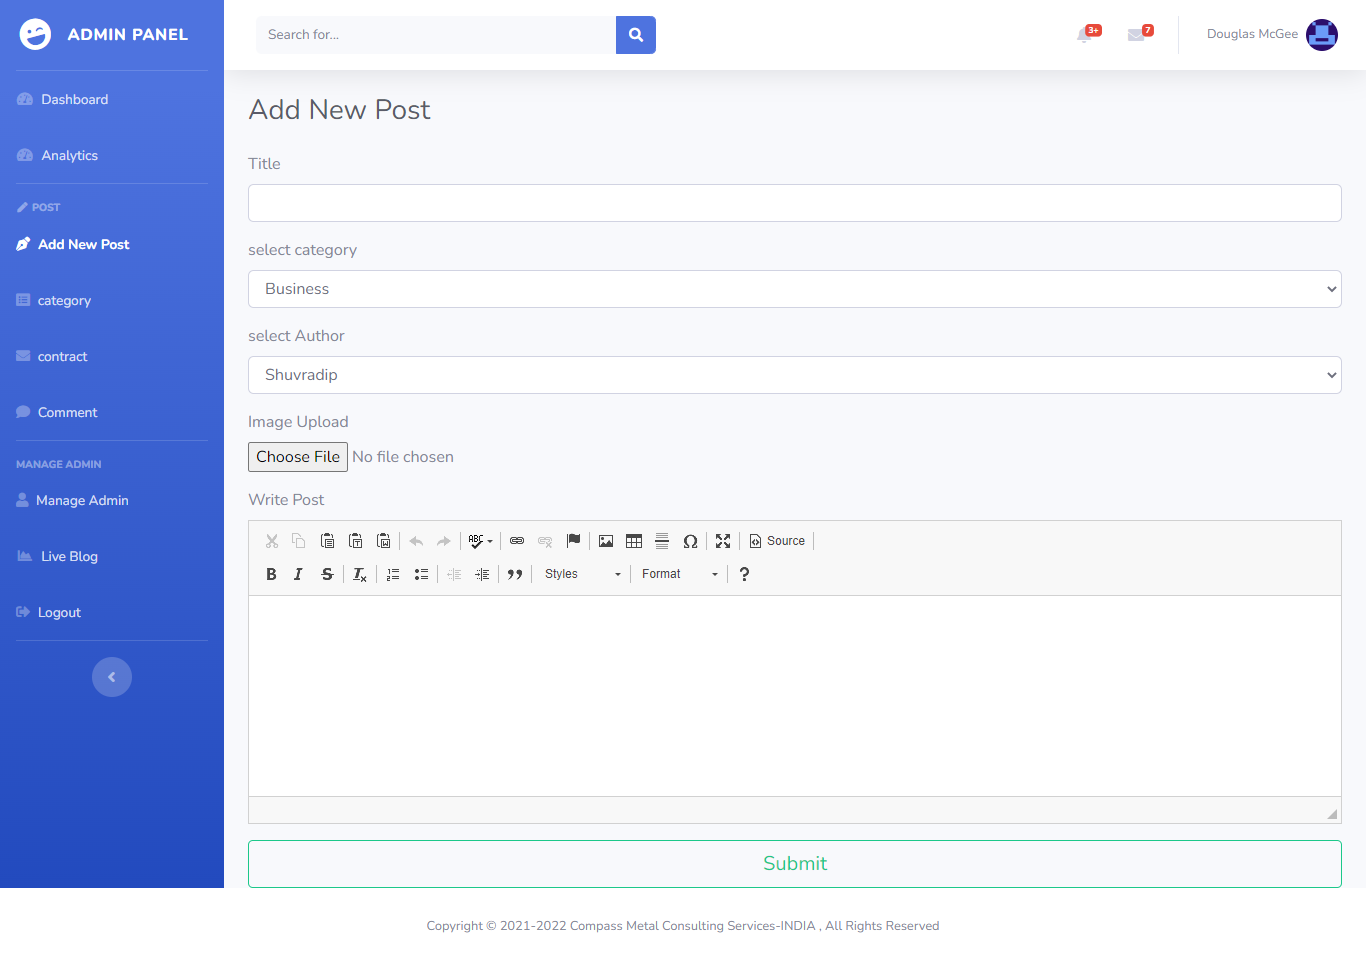 ADMIN PANEL
Dashboard
Analytics
POST
Add New Post
category
contract
Comment
MANAGE ADMIN
Manage Admin
Live Blog
Logout
Search for...
3+
7
Douglas McGee
Add New Post
Title
select category
Business
select Author
Shuvradip
Image Upload
Choose File No file chosen
Write Post
ABC Source
B I S Tx Styles Format ?
Submit
Copyright © 2021-2022 Compass Metal Consulting Services-INDIA , All Rights Reserved